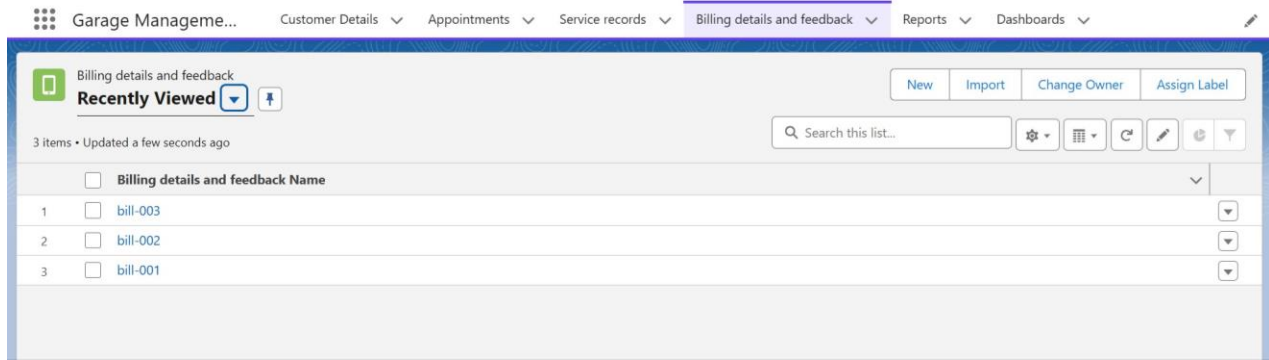 Garage Manageme... Customer Details Appointments Service records Billing details and feedback Reports Dashboards
Billing details and feedback
Recently Viewed
New Import Change Owner Assign Label
3 items • Updated a few seconds ago
Search this list...
Billing details and feedback Name
1 bill-003
2 bill-002
3 bill-001